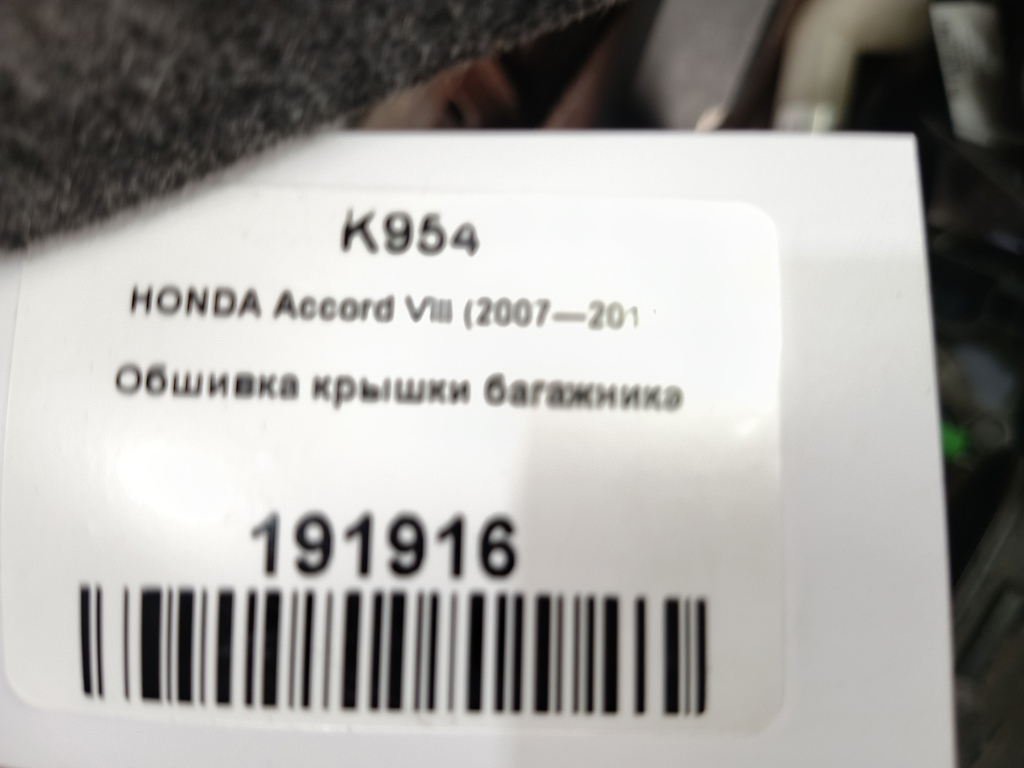 K954
HONDA Accord VIII (2007—201
Обшивка крышки багажника
191916